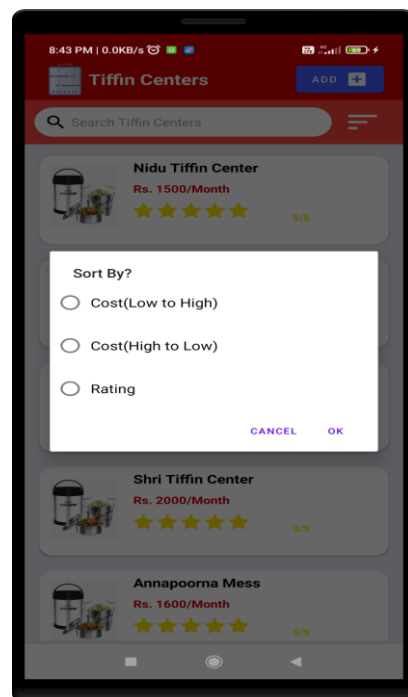 8:43 PM | 0.0KB/s
69
Tiffin Centers
ADD
Search Tiffin Centers
Nidu Tiffin Center
Rs. 1500/Month
5/5
Sort By?
Cost(Low to High)
Cost(High to Low)
Rating
CANCEL
OK
Shri Tiffin Center
Rs. 2000/Month
3/5
Annapoorna Mess
Rs. 1600/Month
5/5